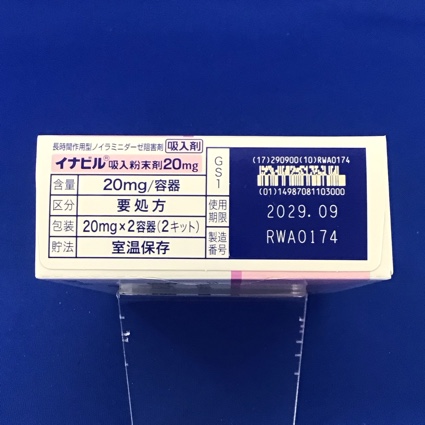 長時間作用型ノイラミニダーゼ阻害剤 吸入剤
イナビル®吸入粉末剤20mg
含量 20mg/容器
区分 要処方
包装 20mg×2容器(2キット)
貯法 室温保存
GS1
(17)290900(10)RWA0174
(01)14987081103000
使用期限 2029.09
製造番号 RWA0174